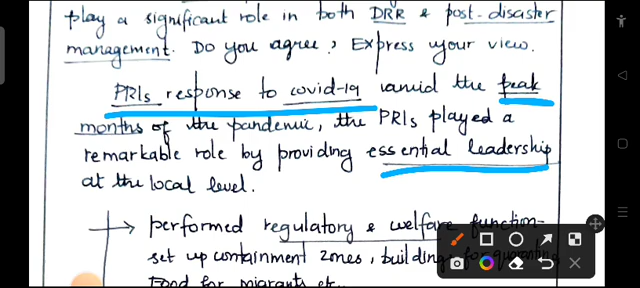 play a significant role in both DRR & post-disaster
management. Do you agree? Express your view.
PRIs response to covid-19 amid the peak
months of the pandemic, the PRIs played a
remarkable role by providing essential leadership
at the local level.
→ performed regulatory & welfare function-
set up containment zones, buildings for
Food for migrants etc.